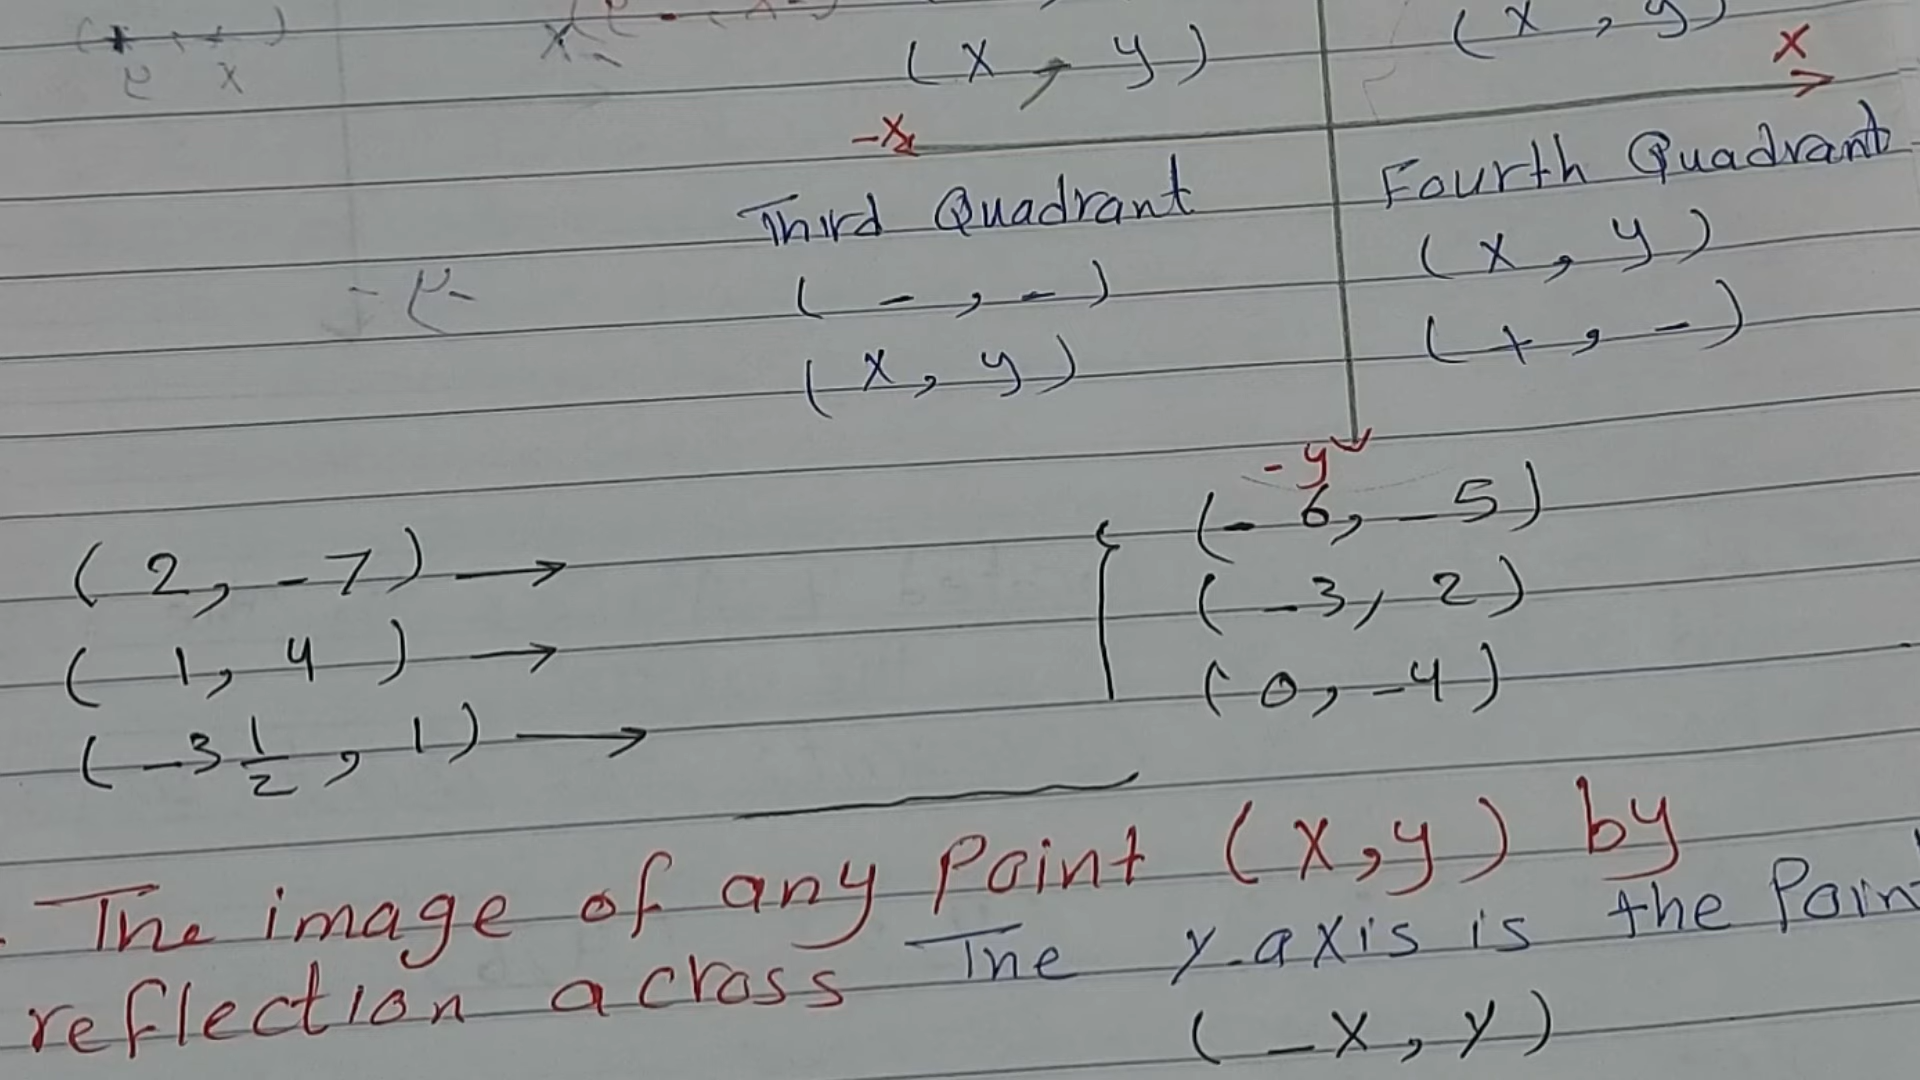 (x, y)
(x, y)
x
-x
Third Quadrant
Fourth Quadrant
(-, -)
(x, y)
(x, y)
(+, -)
-y
(2, -7) →
(1, 4) →
(-3 1/2, 1) →
(-6, -5)
(-3, 2)
(0, -4)
The image of any Point (x,y) by
reflection across The y-axis is the Point
(-x, y)